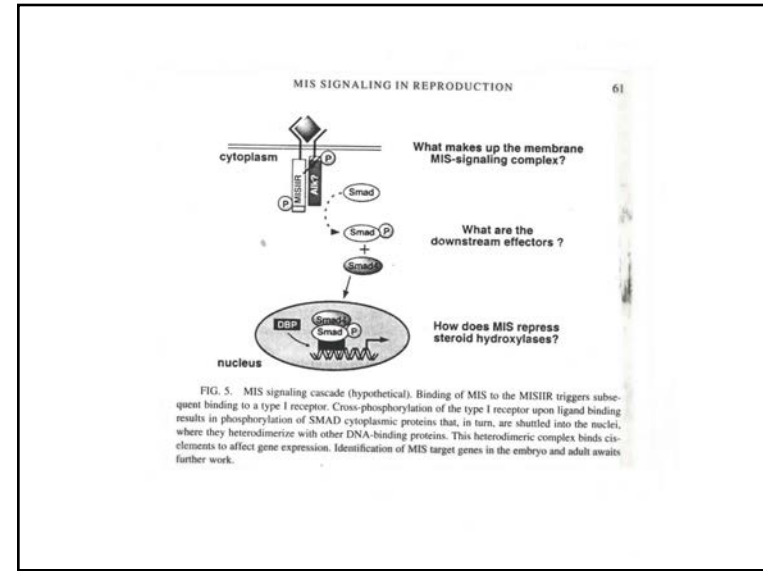 MIS SIGNALING IN REPRODUCTION 61
cytoplasm
P
MISIIR
Alk?
P
What makes up the membrane
MIS-signaling complex?
Smad
Smad P
+
Smad4
What are the
downstream effectors ?
DBP
Smad4
Smad P
nucleus
How does MIS repress
steroid hydroxylases?
FIG. 5. MIS signaling cascade (hypothetical). Binding of MIS to the MISIIR triggers subse-
quent binding to a type I receptor. Cross-phosphorylation of the type I receptor upon ligand binding
results in phosphorylation of SMAD cytoplasmic proteins that, in turn, are shuttled into the nuclei,
where they heterodimerize with other DNA-binding proteins. This heterodimeric complex binds cis-
elements to affect gene expression. Identification of MIS target genes in the embryo and adult awaits
further work.